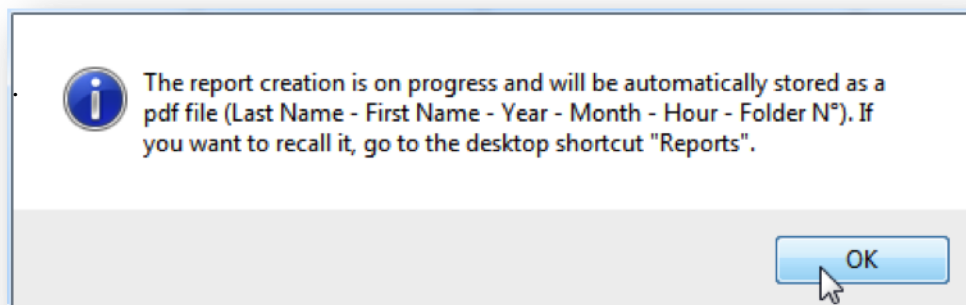 The report creation is on progress and will be automatically stored as a
pdf file (Last Name - First Name - Year - Month - Hour - Folder N°). If
you want to recall it, go to the desktop shortcut "Reports".
OK